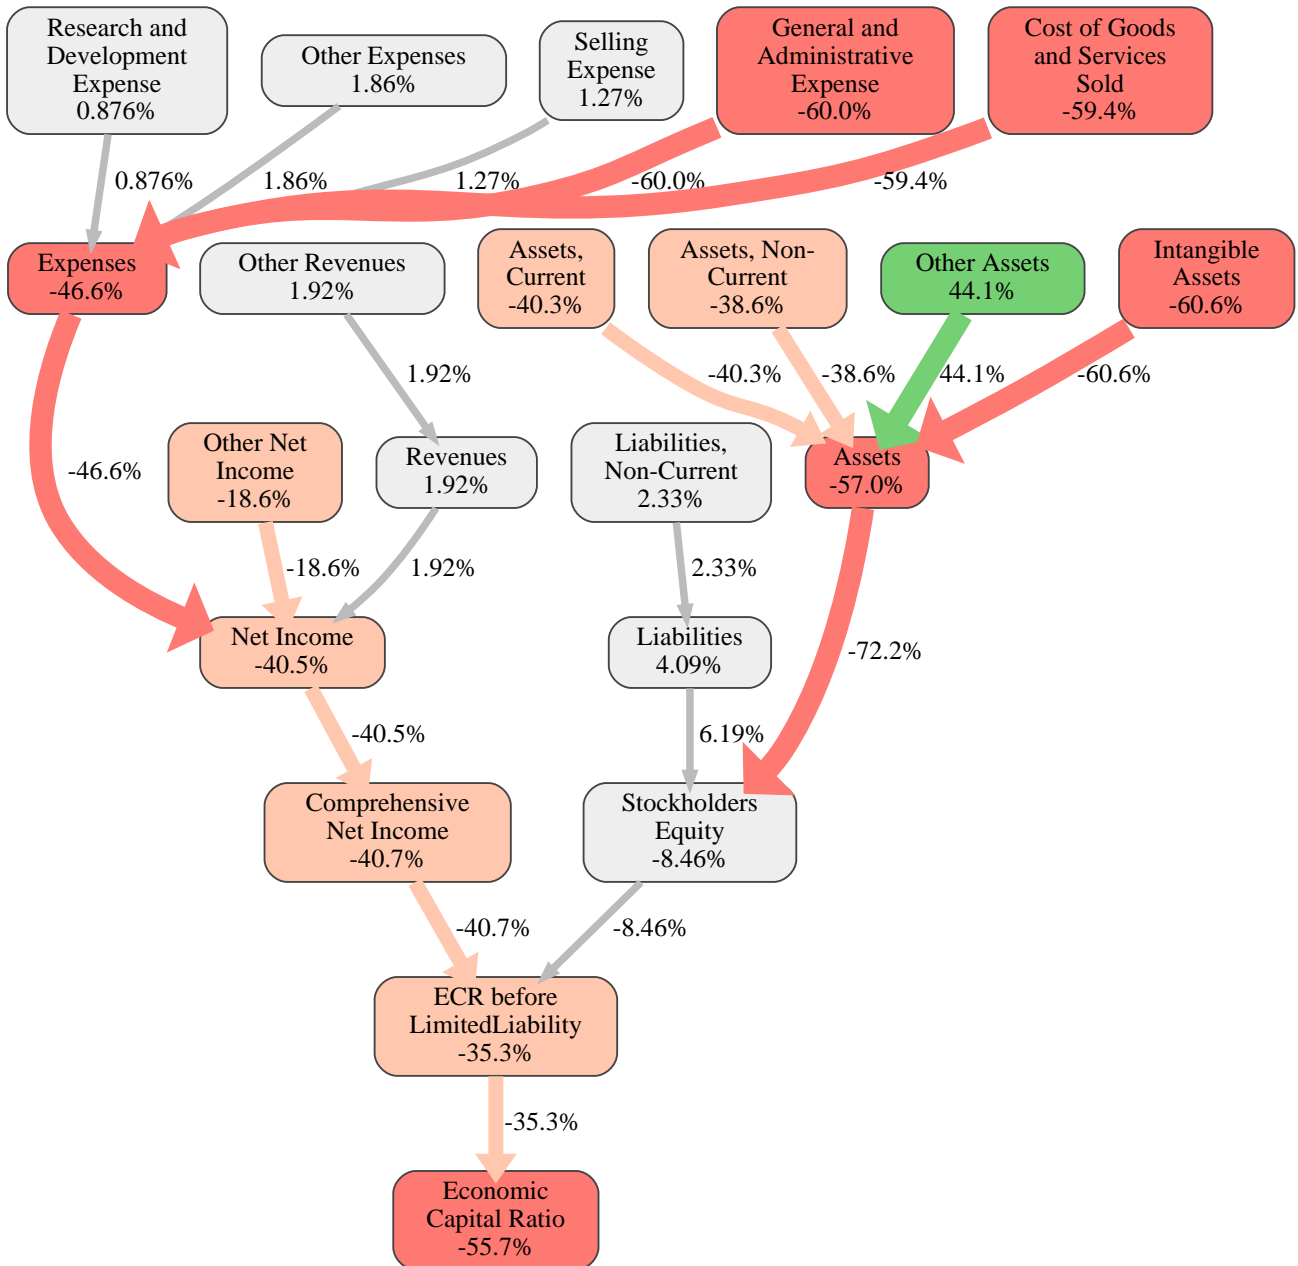 Research and
Development
Expense
0.876%
Other Expenses
1.86%
Selling
Expense
1.27%
General and
Administrative
Expense
-60.0%
Cost of Goods
and Services
Sold
-59.4%
0.876%
1.86%
1.27%
-60.0%
-59.4%
Expenses
-46.6%
Other Revenues
1.92%
Assets,
Current
-40.3%
Assets, Non-
Current
-38.6%
Other Assets
44.1%
Intangible
Assets
-60.6%
1.92%
-40.3%
-38.6%
44.1%
-60.6%
-46.6%
Other Net
Income
-18.6%
Revenues
1.92%
Liabilities,
Non-Current
2.33%
Assets
-57.0%
-18.6%
1.92%
2.33%
-72.2%
Net Income
-40.5%
Liabilities
4.09%
-40.5%
6.19%
Comprehensive
Net Income
-40.7%
Stockholders
Equity
-8.46%
-40.7%
-8.46%
ECR before
LimitedLiability
-35.3%
-35.3%
Economic
Capital Ratio
-55.7%